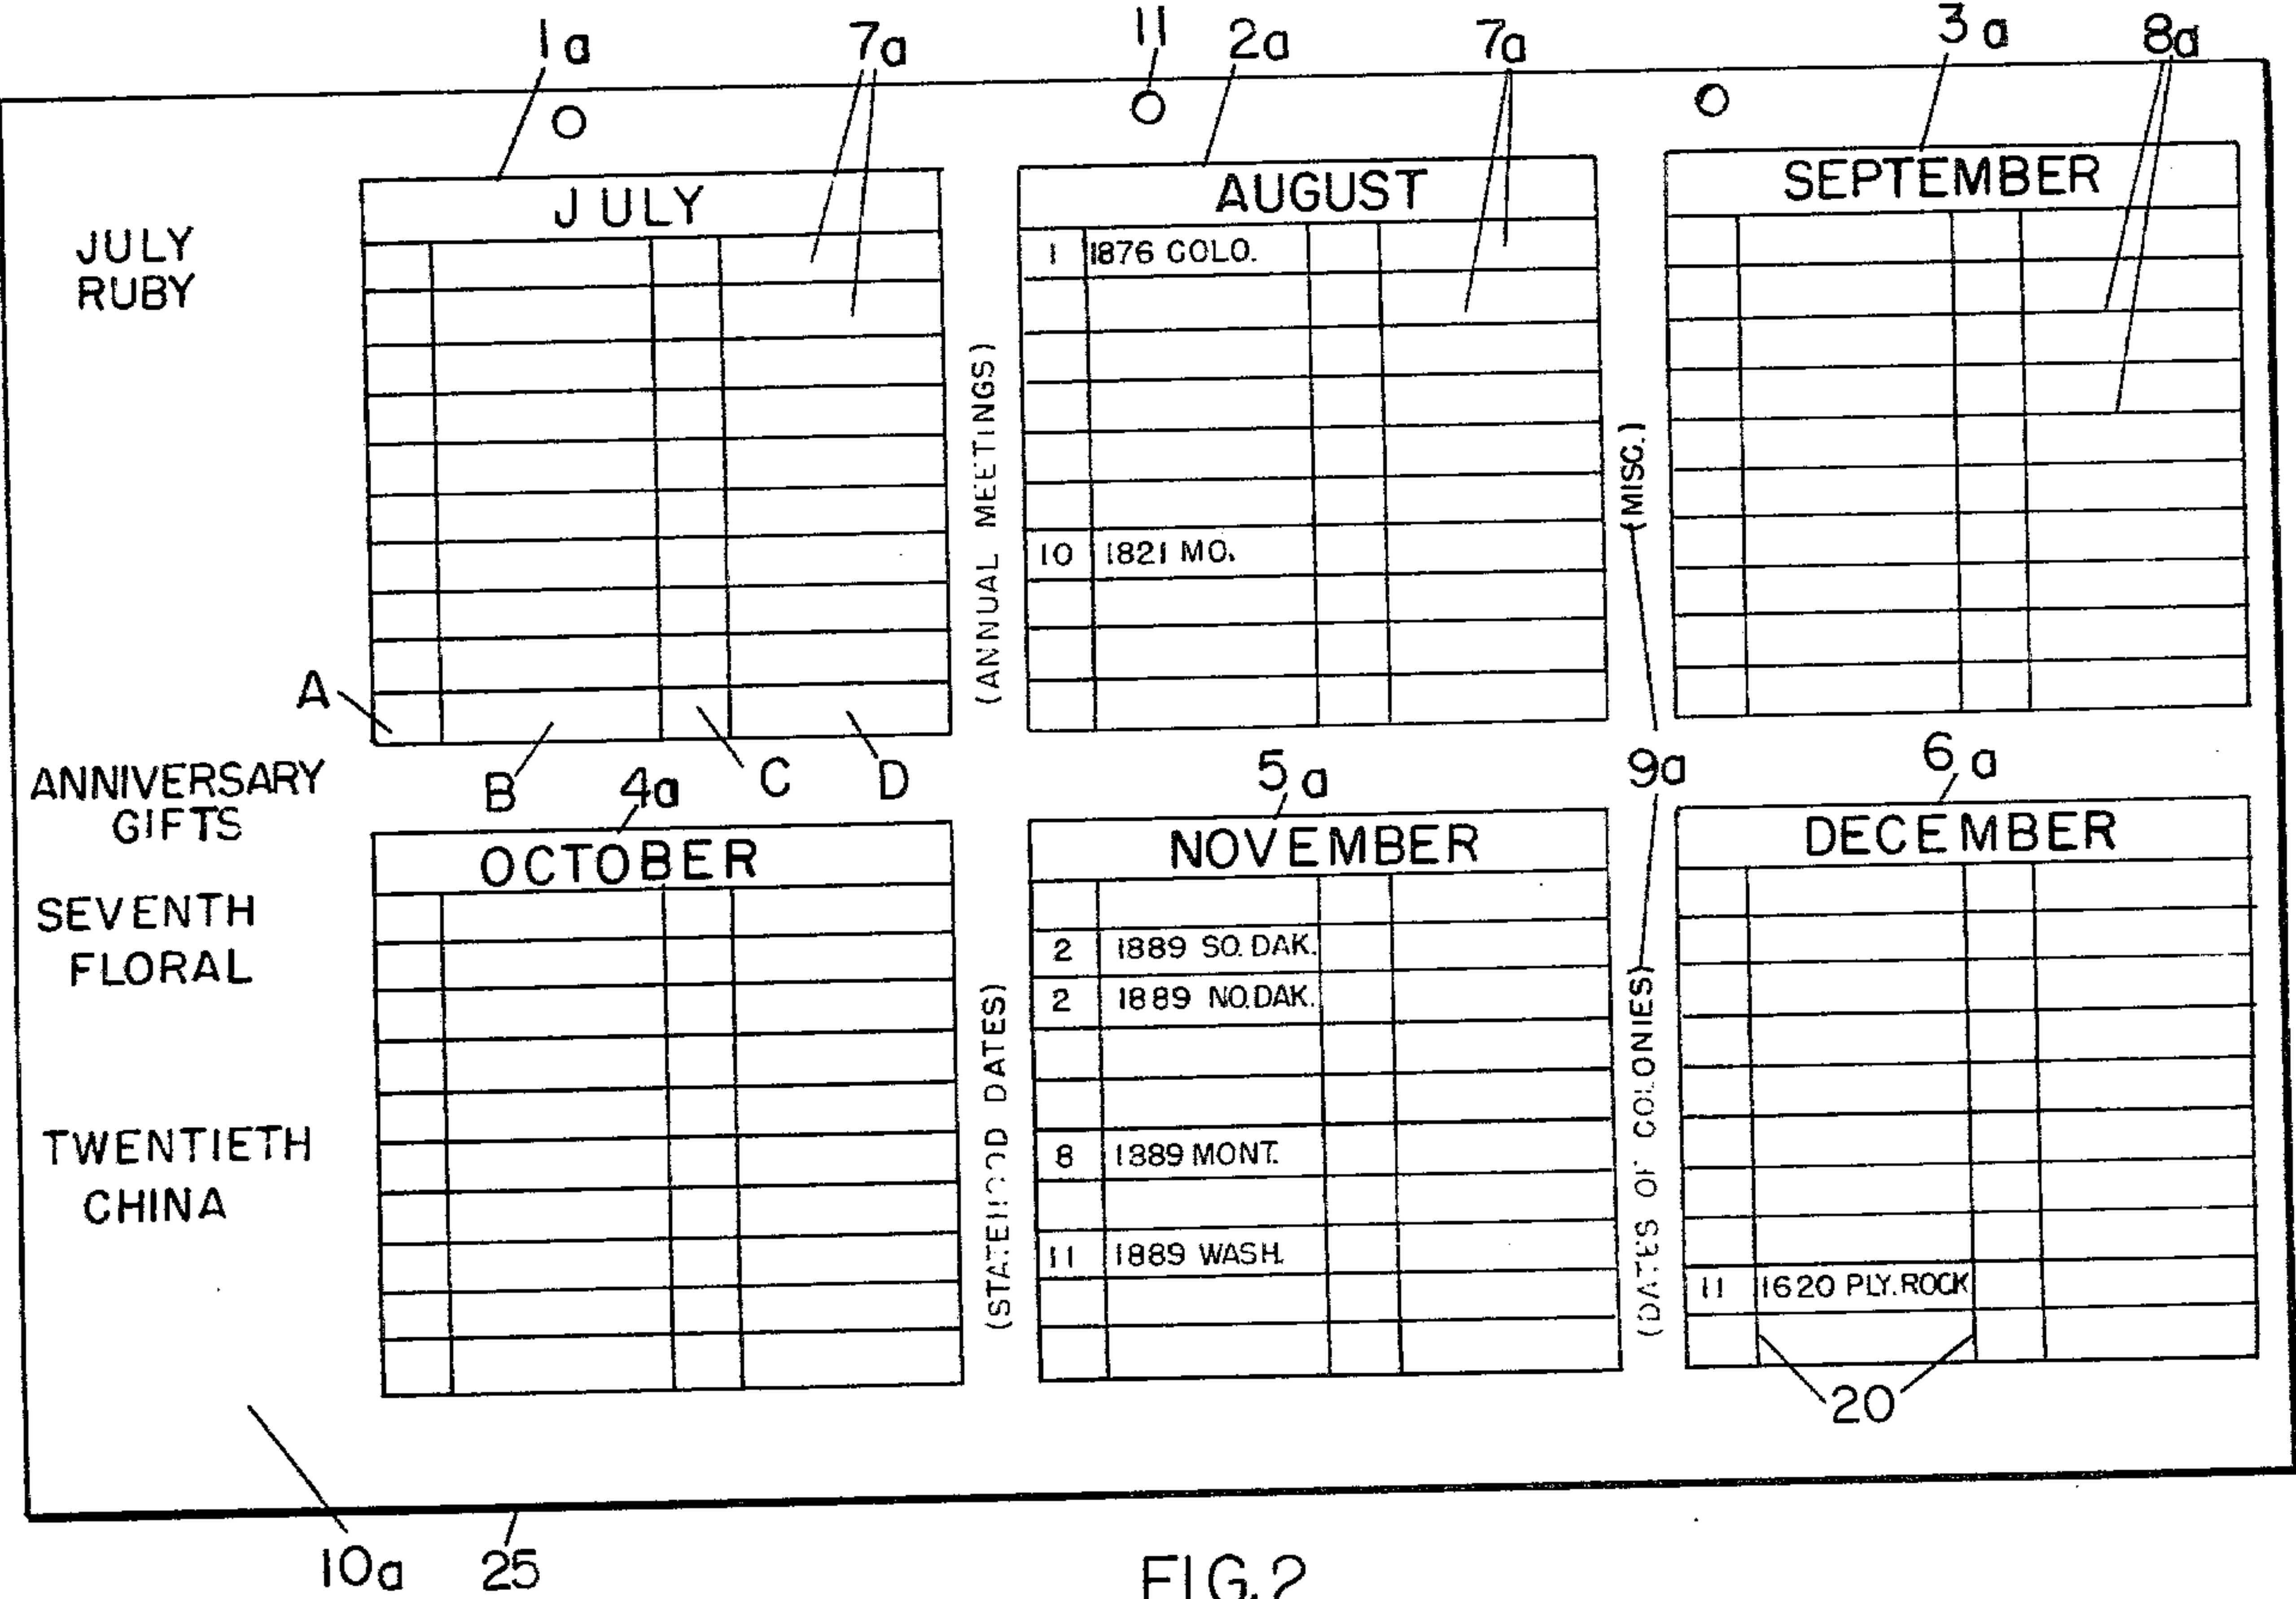 1a 7a 11 2a 7a 3a 8a
JULY
RUBY
JULY
AUGUST
1 1876 COLO.
10 1821 MO.
SEPTEMBER
(ANNUAL MEETINGS)
(MISC.)
A
B
C
D
4a
5a
9a
6a
ANNIVERSARY
GIFTS
SEVENTH
FLORAL
TWENTIETH
CHINA
OCTOBER
(STATEHOOD DATES)
NOVEMBER
2 1889 SO. DAK.
2 1889 NO. DAK.
8 1889 MONT.
11 1889 WASH.
(DATES OF COLONIES)
DECEMBER
11 1620 PLY. ROCK
20
10a
25
FIG. 2